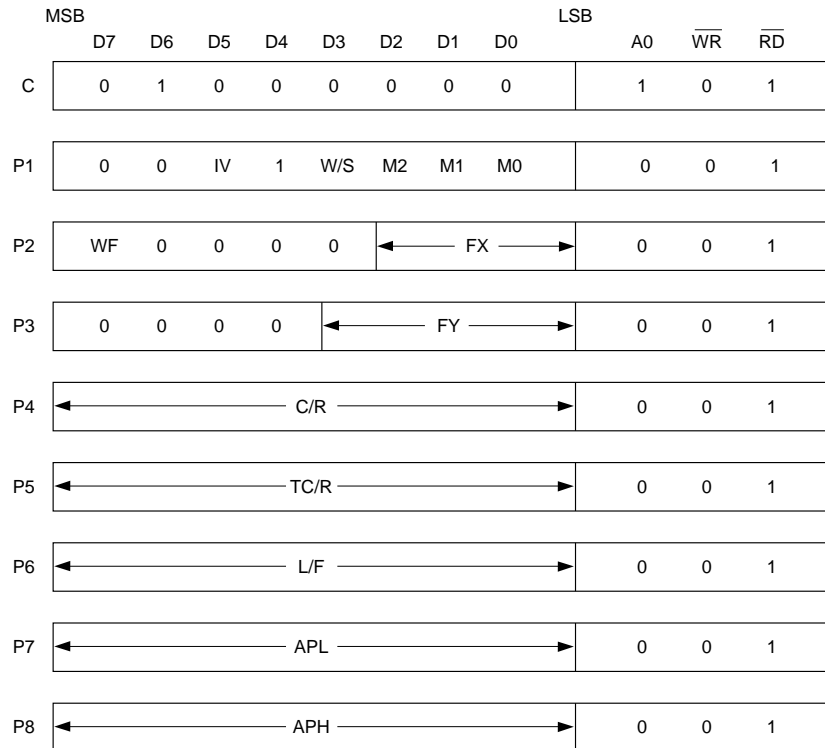 MSB LSB
D7 D6 D5 D4 D3 D2 D1 D0 A0 W̅R̅ R̅D̅
C 0 1 0 0 0 0 0 0 1 0 1
P1 0 0 IV 1 W/S M2 M1 M0 0 0 1
P2 WF 0 0 0 0 FX 0 0 1
P3 0 0 0 0 FY 0 0 1
P4 C/R 0 0 1
P5 TC/R 0 0 1
P6 L/F 0 0 1
P7 APL 0 0 1
P8 APH 0 0 1